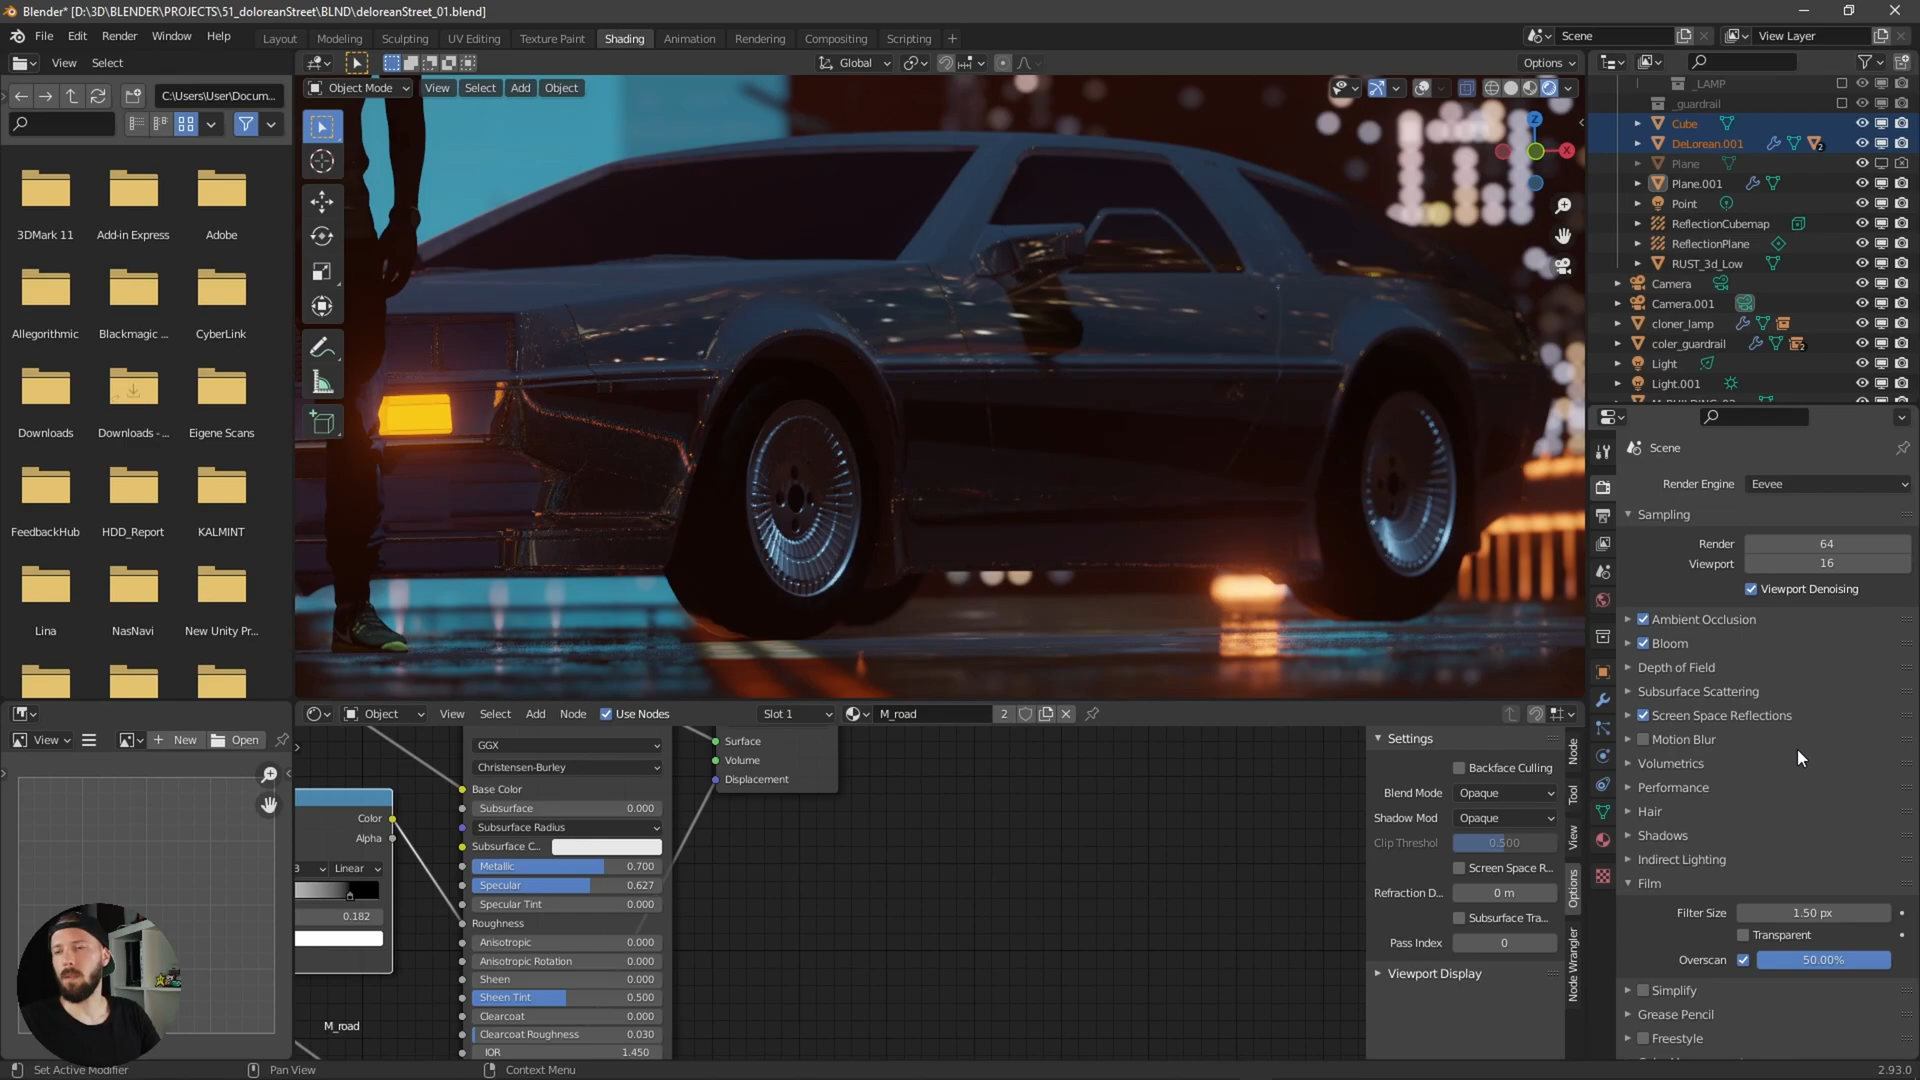 Blender* [D:\3D\BLENDER\PROJECTS\51_doloreanStreet\BLND\deloreanStreet_01.blend]
File Edit Render Window Help
Layout Modeling Sculpting UV Editing Texture Paint Shading Animation Rendering Compositing Scripting
Scene
View Layer
View Select
Global
Options
C:\Users\User\Docum...
Object Mode View Select Add Object
Z
X
3DMark 11
Add-in Express
Adobe
Allegorithmic
Blackmagic ...
CyberLink
Downloads
Downloads - ...
Eigene Scans
FeedbackHub
HDD_Report
KALMINT
Lina
NasNavi
New Unity Pr...
_LAMP
_guardrail
Cube
DeLorean.001
2
Plane
Plane.001
Point
ReflectionCubemap
ReflectionPlane
RUST_3d_Low
Camera
Camera.001
cloner_lamp
coler_guardrail
2
Light
Light.001
Scene
Render Engine Eevee
Sampling
Render 64
Viewport 16
Viewport Denoising
Ambient Occlusion
Bloom
Depth of Field
Subsurface Scattering
Screen Space Reflections
Motion Blur
Volumetrics
Performance
Hair
Shadows
Indirect Lighting
Film
Filter Size 1.50 px
Transparent
Overscan 50.00%
Simplify
Grease Pencil
Freestyle
View
New
Open
Object View Select Add Node Use Nodes Slot 1 M_road 2
Color
Alpha
3 Linear
0.182
M_road
GGX
Christensen-Burley
Base Color
Subsurface 0.000
Subsurface Radius
Subsurface C...
Metallic 0.700
Specular 0.627
Specular Tint 0.000
Roughness
Anisotropic 0.000
Anisotropic Rotation 0.000
Sheen 0.000
Sheen Tint 0.500
Clearcoat 0.000
Clearcoat Roughness 0.030
IOR 1.450
Surface
Volume
Displacement
Settings
Backface Culling
Blend Mode Opaque
Shadow Mod Opaque
Clip Threshol 0.500
Screen Space R...
Refraction D... 0 m
Subsurface Tra...
Pass Index 0
Viewport Display
Node
Tool
View
Options
Node Wrangler
Set Active Modifier
Pan View
Context Menu
2.93.0